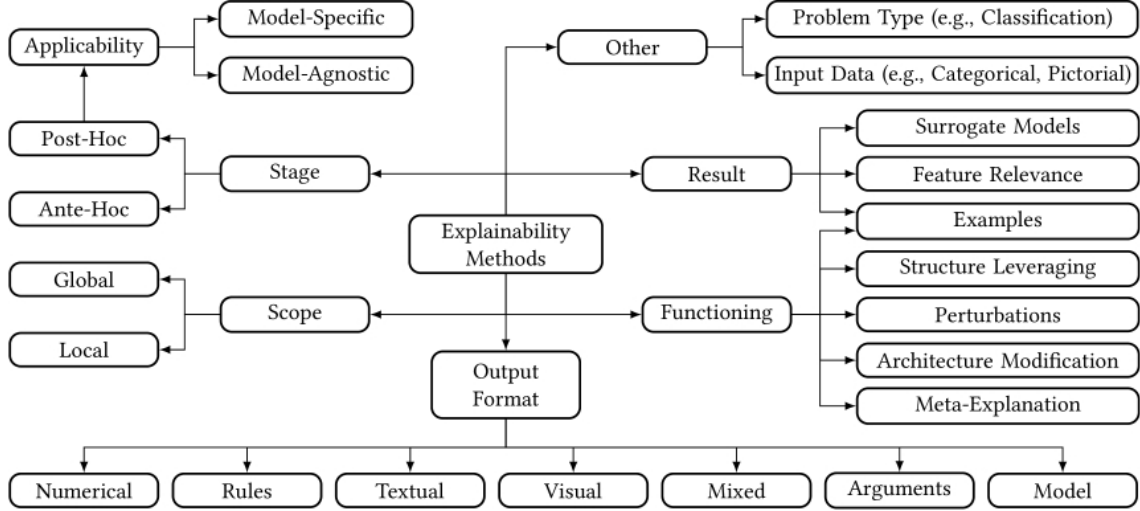 Model-Specific
Problem Type (e.g., Classification)
Applicability
Other
Model-Agnostic
Input Data (e.g., Categorical, Pictorial)
Surrogate Models
Post-Hoc
Stage
Result
Feature Relevance
Ante-Hoc
Examples
Explainability
Methods
Structure Leveraging
Global
Scope
Functioning
Perturbations
Local
Architecture Modification
Output
Format
Meta-Explanation
Numerical
Rules
Textual
Visual
Mixed
Arguments
Model